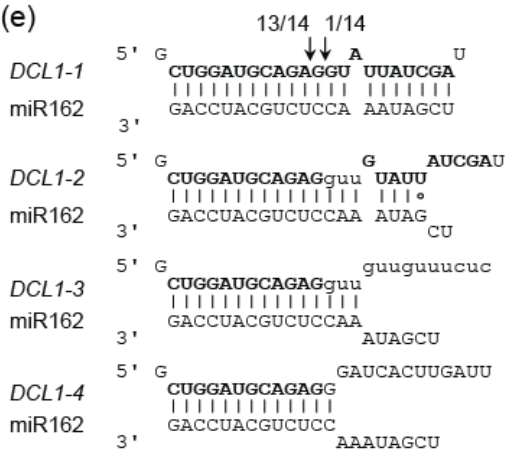 (e)
13/14 1/14
5' G A U
DCL1-1 CUGGAUGCAGAGGU UUAUCGA
miR162 GACCUACGUCUCCA AAUAGCU
3'
5' G G AUCGAU
DCL1-2 CUGGAUGCAGAGguu UAUU
miR162 GACCUACGUCUCCAA AUAG
3' CU
5' G guuguuucuc
DCL1-3 CUGGAUGCAGAGguu
miR162 GACCUACGUCUCCAA
3' AUAGCU
5' G GAUCACUUGAUU
DCL1-4 CUGGAUGCAGAGG
miR162 GACCUACGUCUCC
3' AAAUAGCU